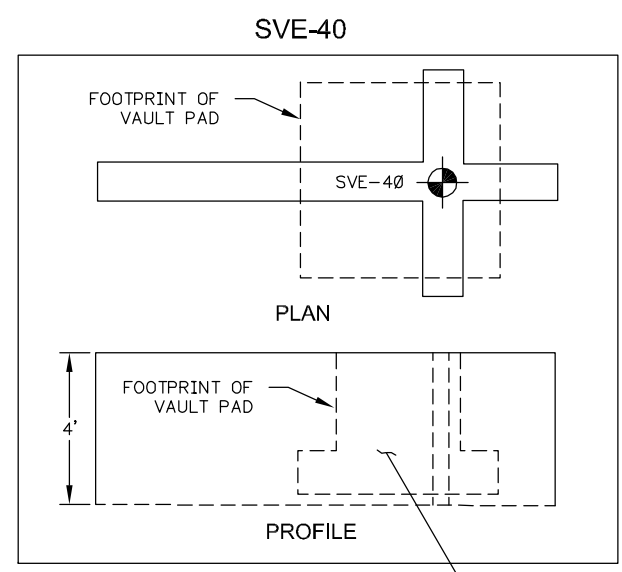 SVE-40
FOOTPRINT OF
VAULT PAD
SVE-40
PLAN
FOOTPRINT OF
VAULT PAD
4'
PROFILE